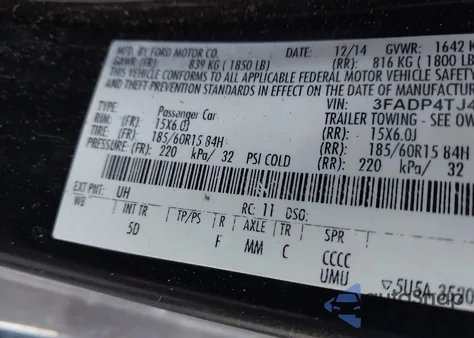 MFD. BY FORD MOTOR CO. DATE: 12/14 GVWR: 1642 K
GAWR: (FR): 839 KG ( 1850 LB) (RR): 816 KG ( 1800 LB
THIS VEHICLE CONFORMS TO ALL APPLICABLE FEDERAL MOTOR VEHICLE SAFETY
AND THEFT PREVENTION STANDARDS IN EFFECT ON THE DATE OF MANUFACTURE
VIN: 3FADP4TJ4
TYPE: Passenger Car TRAILER TOWING - SEE OW
RIM: (FR): 15X6.0J (RR): 15X6.0J
TIRE: (FR): 185/60R15 84H (RR): 185/60R15 84H
PRESSURE: (FR): 220 kPa/ 32 PSI COLD (RR): 220 kPa/ 32
EXT PNT: UH RC: 11 DSO:
WB INT TR TP/PS R AXLE TR SPR
5D F MM C CCCC
UMU
▽5U5A